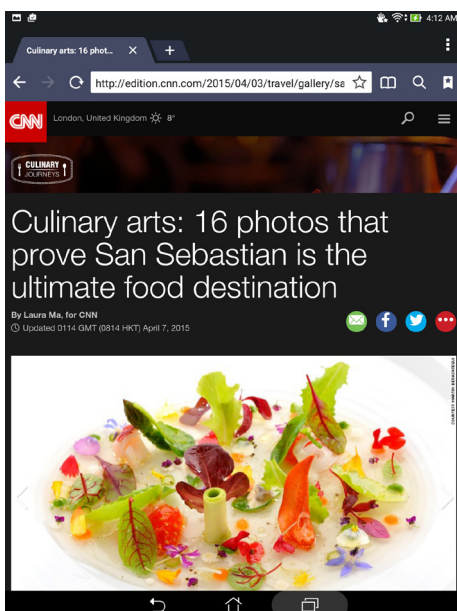 4:12 AM
Culinary arts: 16 phot...
http://edition.cnn.com/2015/04/03/travel/gallery/sa
CNN
London, United Kingdom 8°
CULINARY
JOURNEYS
Culinary arts: 16 photos that
prove San Sebastian is the
ultimate food destination
By Laura Ma, for CNN
Updated 0114 GMT (0814 HKT) April 7, 2015